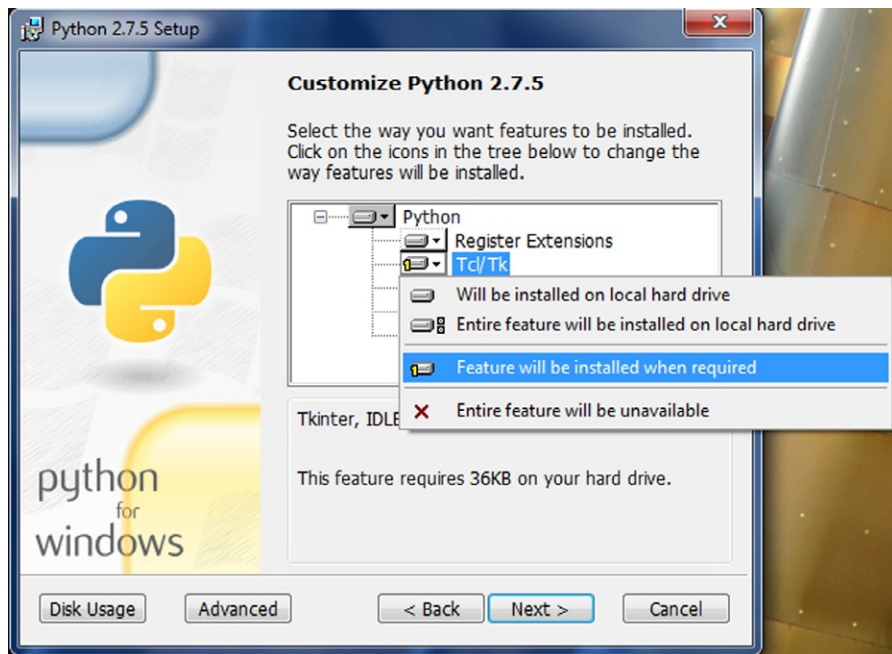 Python 2.7.5 Setup
x
Customize Python 2.7.5
Select the way you want features to be installed.
Click on the icons in the tree below to change the
way features will be installed.
Python
Register Extensions
Tcl/Tk
Will be installed on local hard drive
Entire feature will be installed on local hard drive
Feature will be installed when required
Entire feature will be unavailable
Tkinter, IDLE
This feature requires 36KB on your hard drive.
python
for
windows
Disk Usage
Advanced
< Back
Next >
Cancel